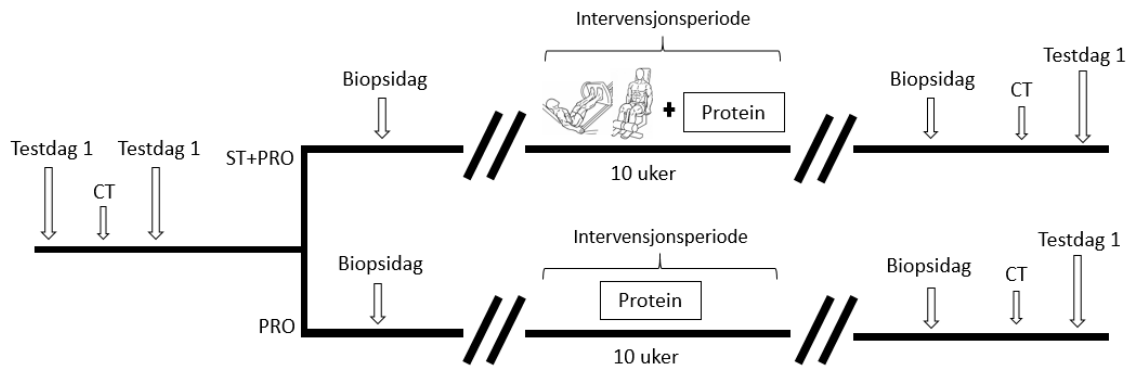 Testdag 1
CT
Testdag 1
ST+PRO
Biopsidag
Intervensjonsperiode
Protein
10 uker
Biopsidag
CT
Testdag 1
PRO
Biopsidag
Intervensjonsperiode
Protein
10 uker
Biopsidag
CT
Testdag 1